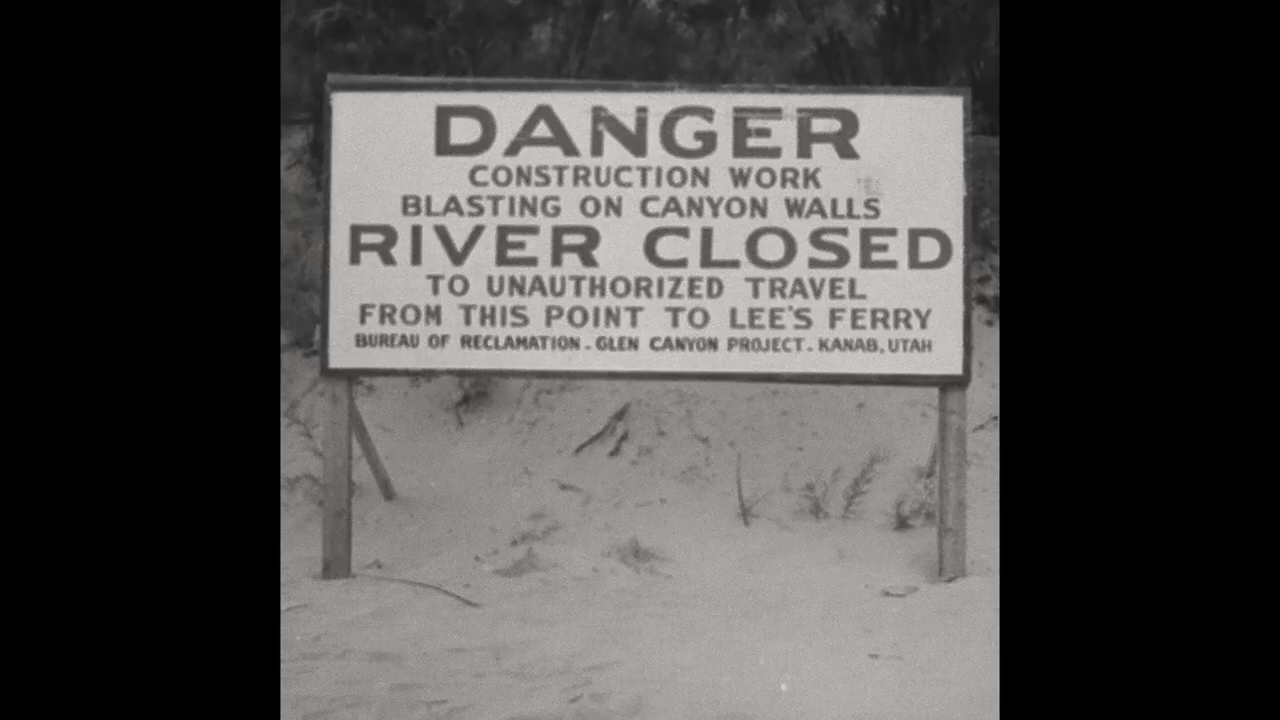 DANGER
CONSTRUCTION WORK
BLASTING ON CANYON WALLS
RIVER CLOSED
TO UNAUTHORIZED TRAVEL
FROM THIS POINT TO LEE'S FERRY
BUREAU OF RECLAMATION - GLEN CANYON PROJECT - KANAB, UTAH